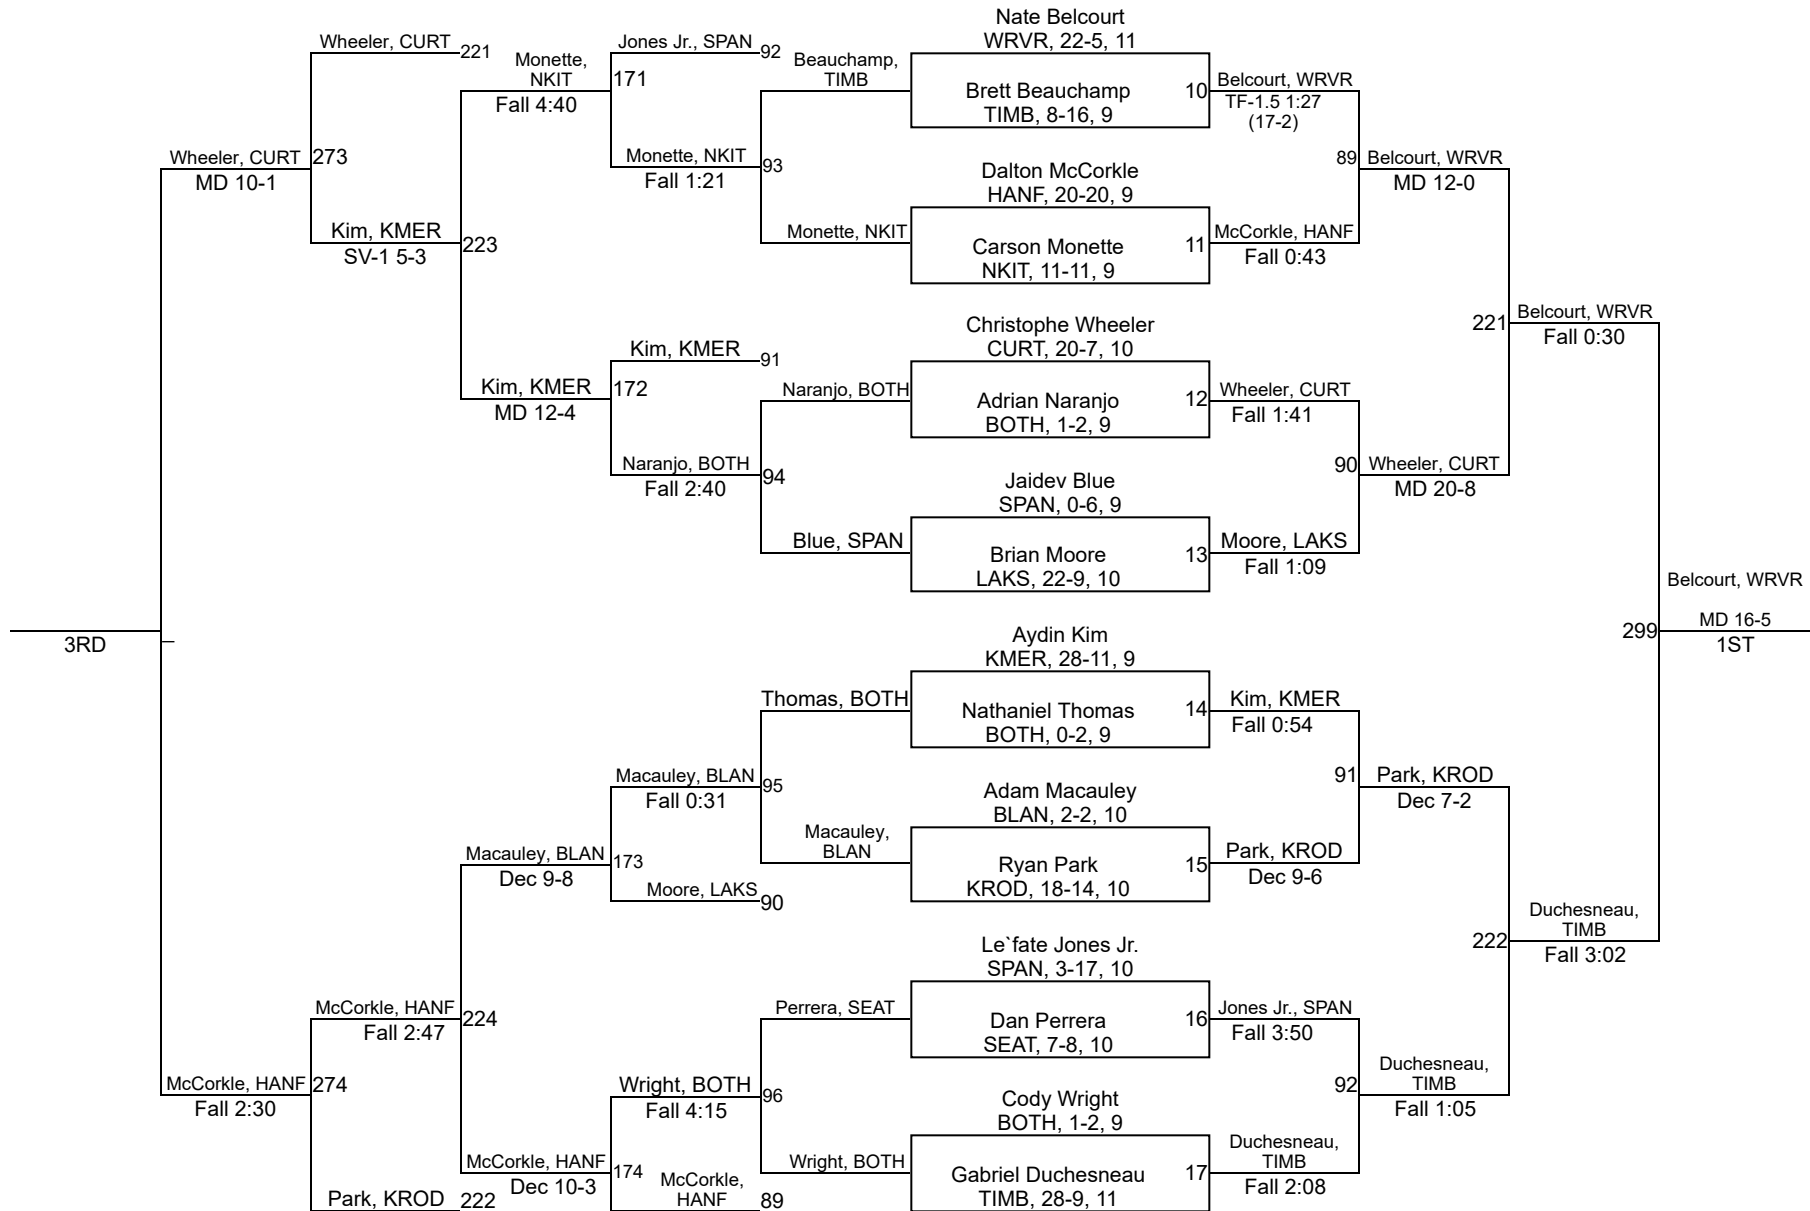 Nate Belcourt
WRVR, 22-5, 11
Wheeler, CURT
221
Monette,
NKIT
Fall 4:40
Jones Jr., SPAN
92
171
Beauchamp,
TIMB
Brett Beauchamp
TIMB, 8-16, 9
10
Belcourt, WRVR
TF-1.5 1:27
(17-2)
Wheeler, CURT
MD 10-1
273
Monette, NKIT
Fall 1:21
93
Dalton McCorkle
HANF, 20-20, 9
89
Belcourt, WRVR
MD 12-0
Kim, KMER
SV-1 5-3
223
Monette, NKIT
Carson Monette
NKIT, 11-11, 9
11
McCorkle, HANF
Fall 0:43
Christophe Wheeler
CURT, 20-7, 10
221
Belcourt, WRVR
Fall 0:30
Kim, KMER
91
Kim, KMER
MD 12-4
172
Naranjo, BOTH
Adrian Naranjo
BOTH, 1-2, 9
12
Wheeler, CURT
Fall 1:41
Naranjo, BOTH
Fall 2:40
94
Jaidev Blue
SPAN, 0-6, 9
90
Wheeler, CURT
MD 20-8
Blue, SPAN
Brian Moore
LAKS, 22-9, 10
13
Moore, LAKS
Fall 1:09
Belcourt, WRVR
MD 16-5
299
1ST
3RD
Aydin Kim
KMER, 28-11, 9
Thomas, BOTH
Nathaniel Thomas
BOTH, 0-2, 9
14
Kim, KMER
Fall 0:54
Macauley, BLAN
Fall 0:31
95
Adam Macauley
BLAN, 2-2, 10
91
Park, KROD
Dec 7-2
Macauley, BLAN
Dec 9-8
173
Macauley,
BLAN
Ryan Park
KROD, 18-14, 10
15
Park, KROD
Dec 9-6
Moore, LAKS
90
Le`fate Jones Jr.
SPAN, 3-17, 10
222
Duchesneau,
TIMB
Fall 3:02
McCorkle, HANF
Fall 2:47
224
Perrera, SEAT
Dan Perrera
SEAT, 7-8, 10
16
Jones Jr., SPAN
Fall 3:50
McCorkle, HANF
Fall 2:30
274
Wright, BOTH
Fall 4:15
96
Cody Wright
BOTH, 1-2, 9
92
Duchesneau,
TIMB
Fall 1:05
McCorkle, HANF
Dec 10-3
174
Wright, BOTH
Gabriel Duchesneau
TIMB, 28-9, 11
17
Duchesneau,
TIMB
Fall 2:08
Park, KROD
222
McCorkle,
HANF
89